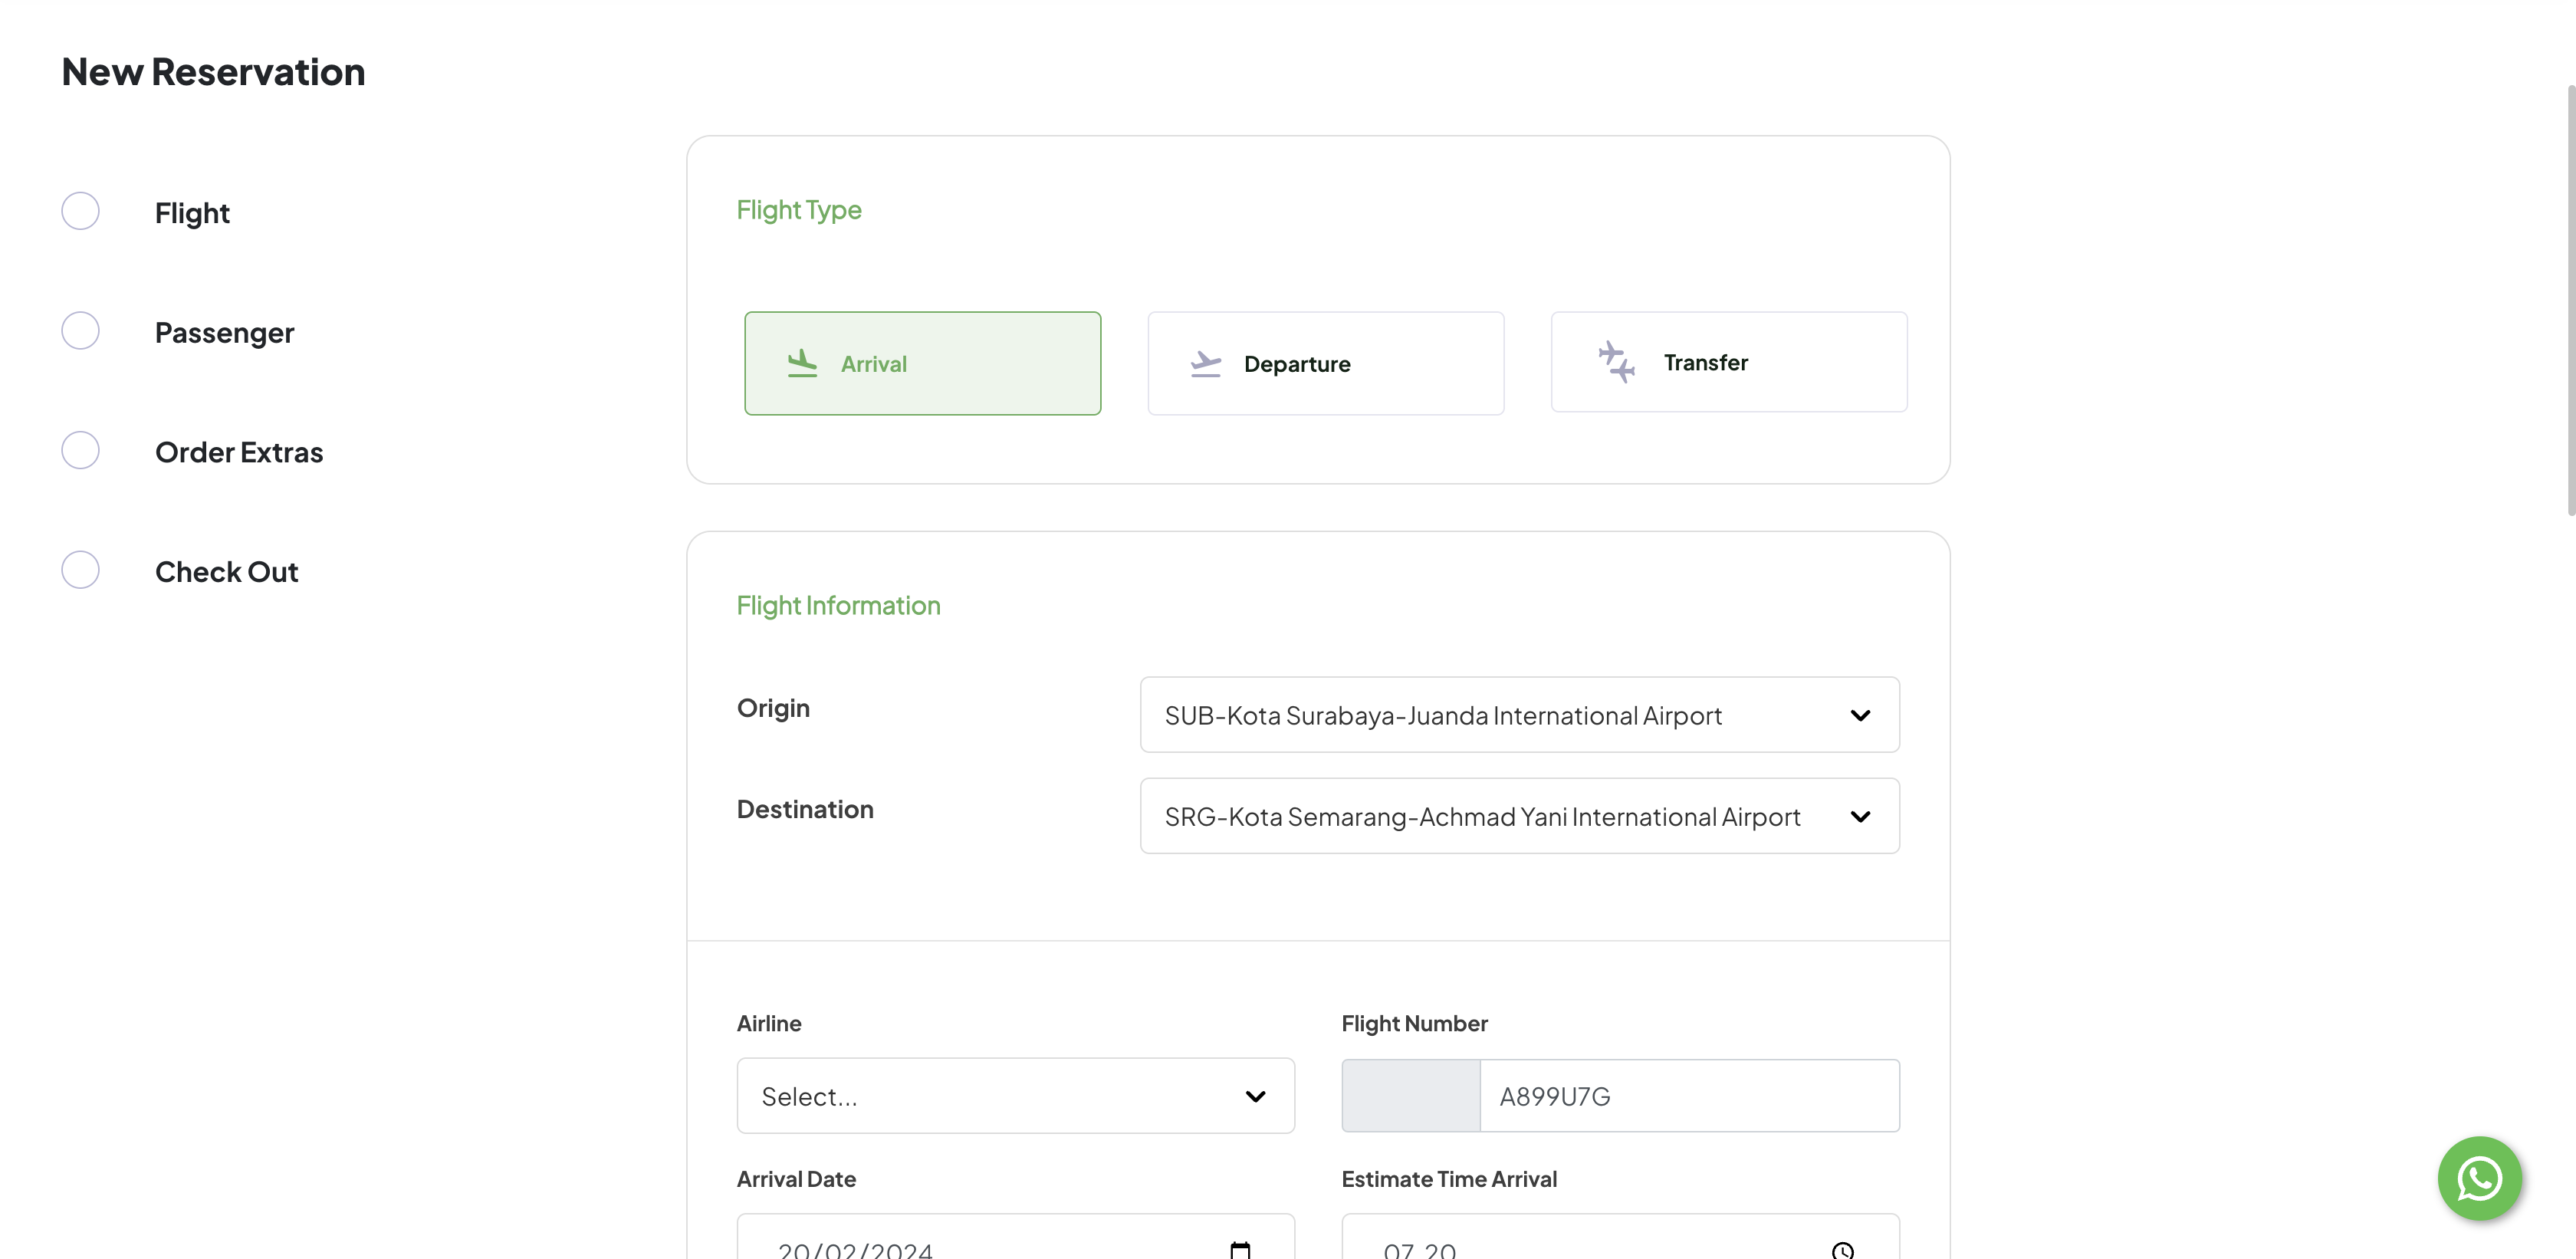 New Reservation
Flight
Passenger
Order Extras
Check Out
Flight Type
Arrival
Departure
Transfer
Flight Information
Origin
SUB-Kota Surabaya-Juanda International Airport
Destination
SRG-Kota Semarang-Achmad Yani International Airport
Airline
Flight Number
Select...
A899U7G
Arrival Date
Estimate Time Arrival
20/02/2024
07.20